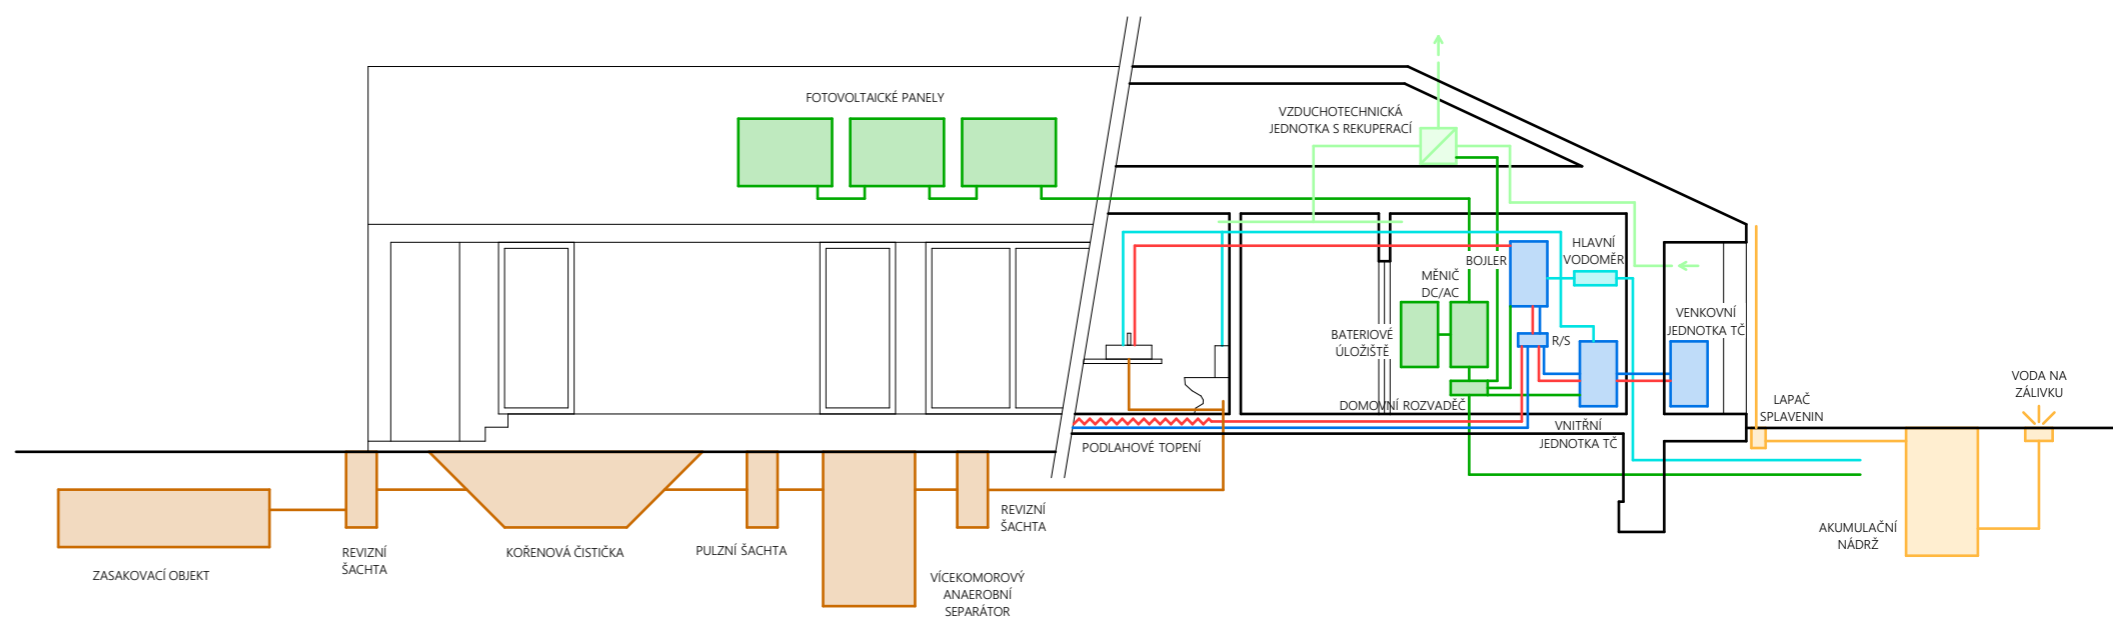 FOTOVOLTAICKÉ PANELY
VZDUCHOTECHNICKÁ
JEDNOTKA S REKUPERACÍ
BOJLER
HLAVNÍ
VODOMĚR
MĚNIČ
DC/AC
BATERIOVÉ
ÚLOŽIŠTĚ
R/S
VENKOVNÍ
JEDNOTKA TČ
DOMOVNÍ ROZVADĚČ
VNITŘNÍ
JEDNOTKA TČ
PODLAHOVÉ TOPENÍ
LAPAČ
SPLAVENIN
VODA NA
ZÁLIVKU
AKUMULAČNÍ
NÁDRŽ
ZASAKOVACÍ OBJEKT
REVIZNÍ
ŠACHTA
KOŘENOVÁ ČISTIČKA
PULZNÍ ŠACHTA
VÍCEKOMOROVÝ
ANAEROBNÍ
SEPARÁTOR
REVIZNÍ
ŠACHTA